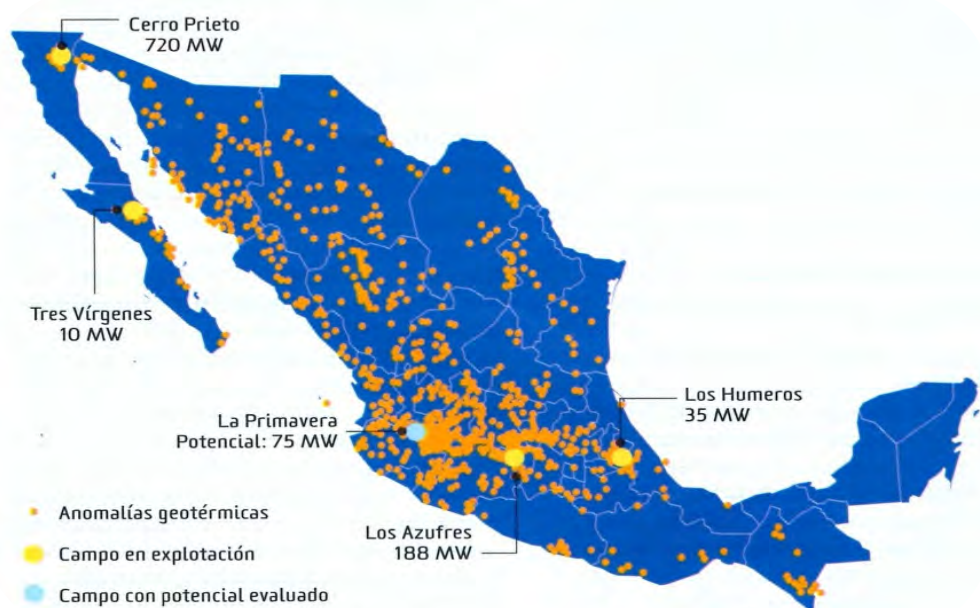 Cerro Prieto
720 MW
Tres Vírgenes
10 MW
La Primavera
Potencial: 75 MW
Los Humeros
35 MW
Los Azufres
188 MW
Anomalías geotérmicas
Campo en explotación
Campo con potencial evaluado